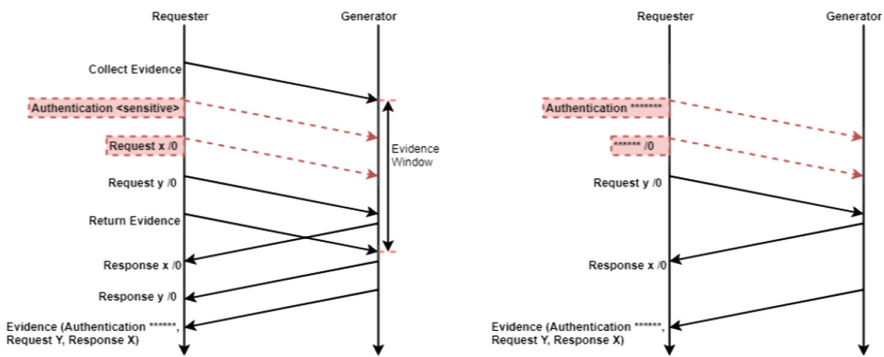 Requester
Generator
Collect Evidence
Authentication <sensitive>
Request x /0
Evidence
Window
Request y /0
Return Evidence
Response x /0
Response y /0
Evidence (Authentication ******,
Request Y, Response X)
Requester
Generator
Authentication *******
****** /0
Request y /0
Response x /0
Evidence (Authentication ******,
Request Y, Response X)